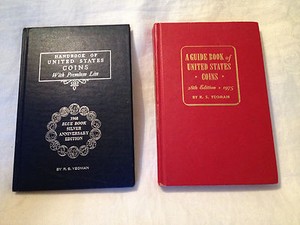 HANDBOOK OF
UNITED STATES
COINS
With Premium List
1968
BLUE BOOK
SILVER
ANNIVERSARY
EDITION
BY R. S. YEOMAN
A GUIDE BOOK of
UNITED STATES
COINS
28th Edition • 1975
BY R. S. YEOMAN